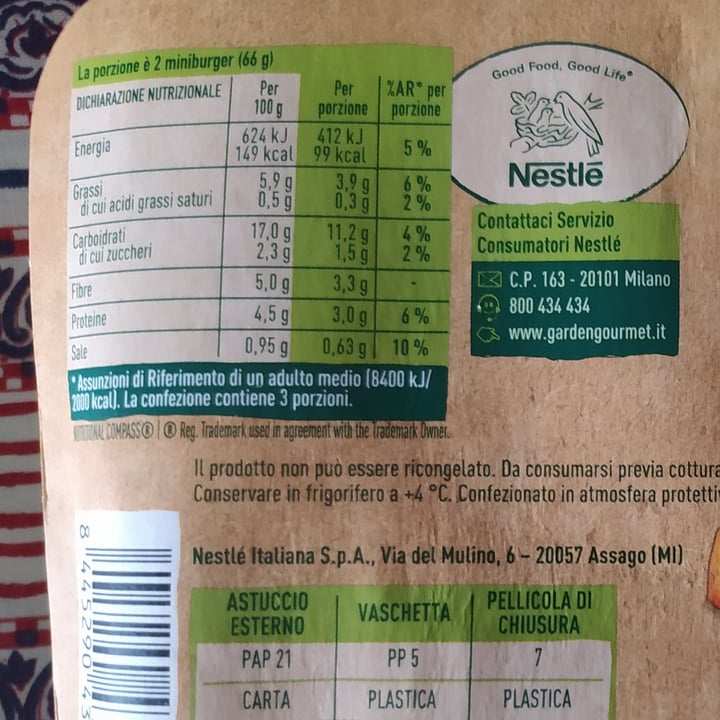 La porzione è 2 miniburger (66 g)
DICHIARAZIONE NUTRIZIONALE Per 100 g Per porzione %AR* per porzione
Energia 624 kJ 412 kJ 5 %
149 kcal 99 kcal
Grassi 5,9 g 3,9 g 6 %
di cui acidi grassi saturi 0,5 g 0,3 g 2 %
Carboidrati 17,0 g 11,2 g 4 %
di cui zuccheri 2,3 g 1,5 g 2 %
Fibre 5,0 g 3,3 g -
Proteine 4,5 g 3,0 g 6 %
Sale 0,95 g 0,63 g 10 %
*Assunzioni di Riferimento di un adulto medio (8400 kJ/
2000 kcal). La confezione contiene 3 porzioni.
NUTRITIONAL COMPASS® | ® Reg. Trademark used in agreement with the Trademark Owner.
Good Food, Good Life®
Nestlé
Contattaci Servizio
Consumatori Nestlé
C.P. 163 - 20101 Milano
800 434 434
www.gardengourmet.it
Il prodotto non può essere ricongelato. Da consumarsi previa cottura
Conservare in frigorifero a +4 °C. Confezionato in atmosfera protetti
Nestlé Italiana S.p.A., Via del Mulino, 6 – 20057 Assago (MI)
ASTUCCIO ESTERNO VASCHETTA PELLICOLA DI CHIUSURA
PAP 21 PP 5 7
CARTA PLASTICA PLASTICA
8 445290 43